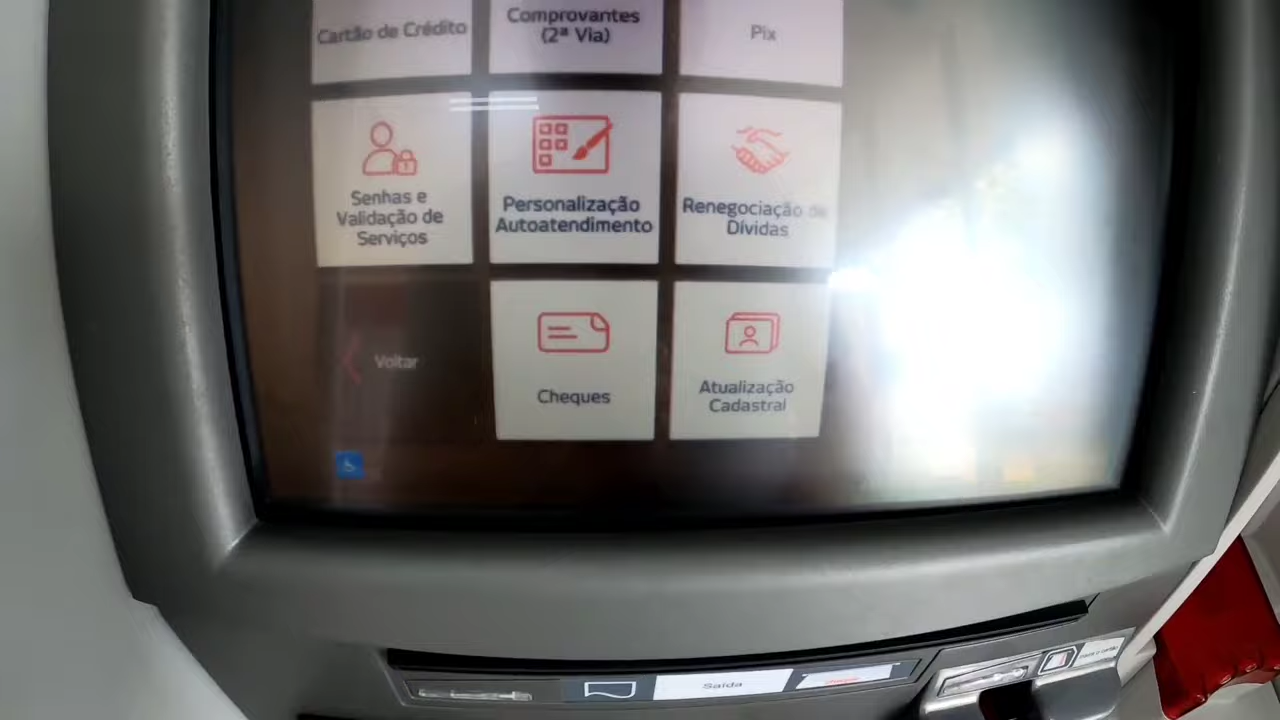 Cartão de Crédito
Comprovantes
(2ª Via)
Pix
Senhas e
Validação de
Serviços
Personalização
Autoatendimento
Renegociação de
Dívidas
Voltar
Cheques
Atualização
Cadastral
Saída